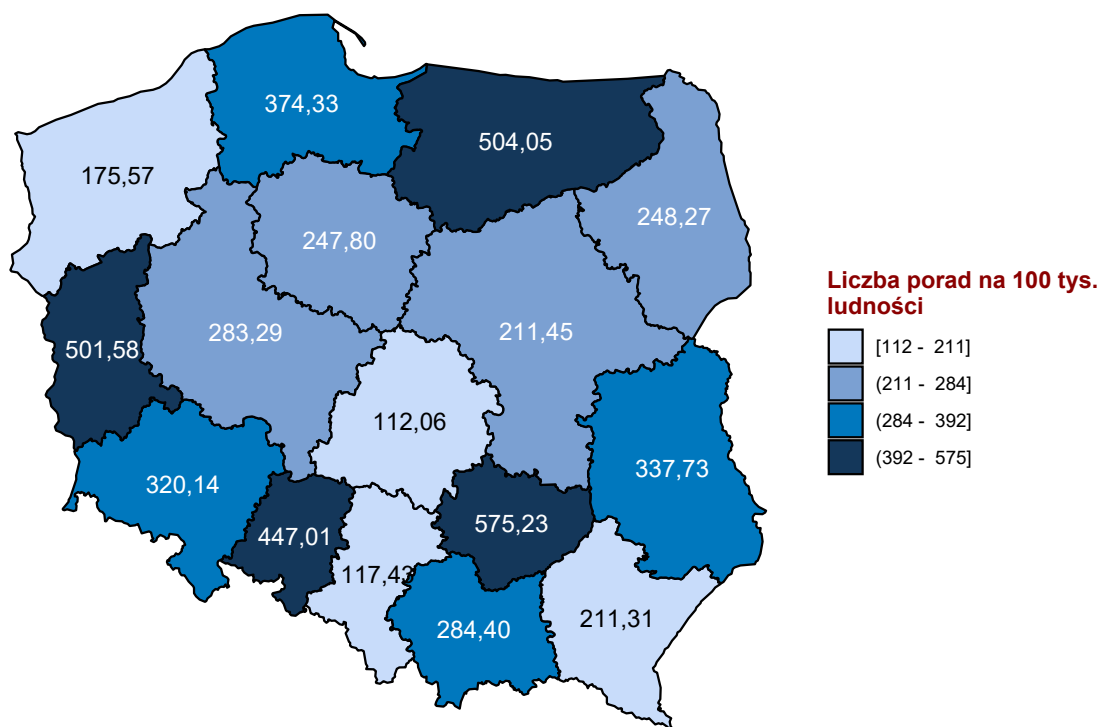 374,33
504,05
175,57
248,27
247,80
283,29
211,45
501,58
112,06
337,73
320,14
447,01
575,23
117,43
284,40
211,31
Liczba porad na 100 tys.
ludności
[112 - 211]
(211 - 284]
(284 - 392]
(392 - 575]